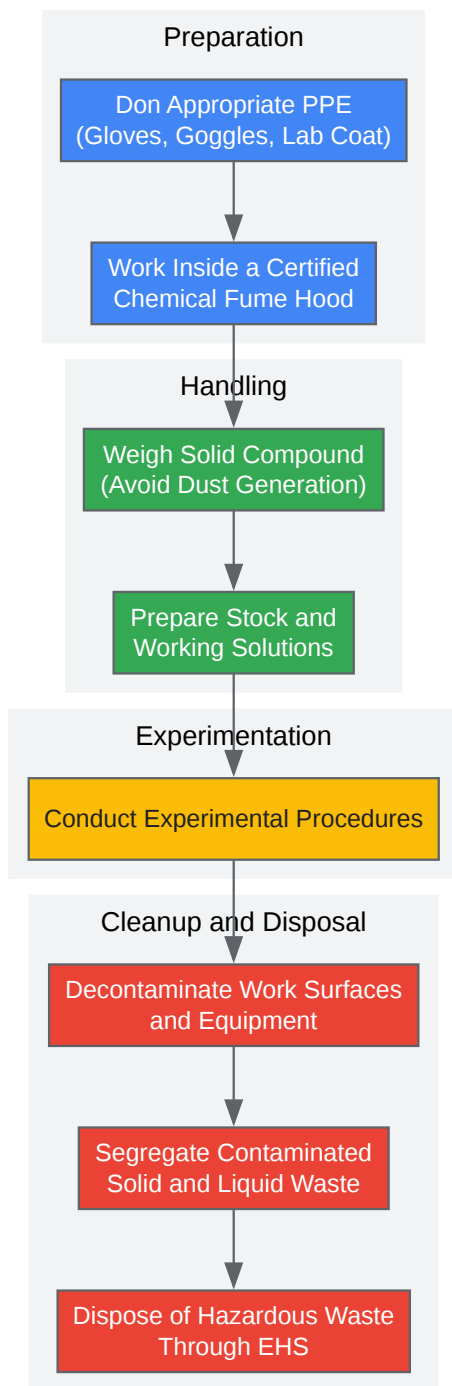 Preparation
Don Appropriate PPE
(Gloves, Goggles, Lab Coat)
Work Inside a Certified
Chemical Fume Hood
Handling
Weigh Solid Compound
(Avoid Dust Generation)
Prepare Stock and
Working Solutions
Experimentation
Conduct Experimental Procedures
Cleanup and Disposal
Decontaminate Work Surfaces
and Equipment
Segregate Contaminated
Solid and Liquid Waste
Dispose of Hazardous Waste
Through EHS